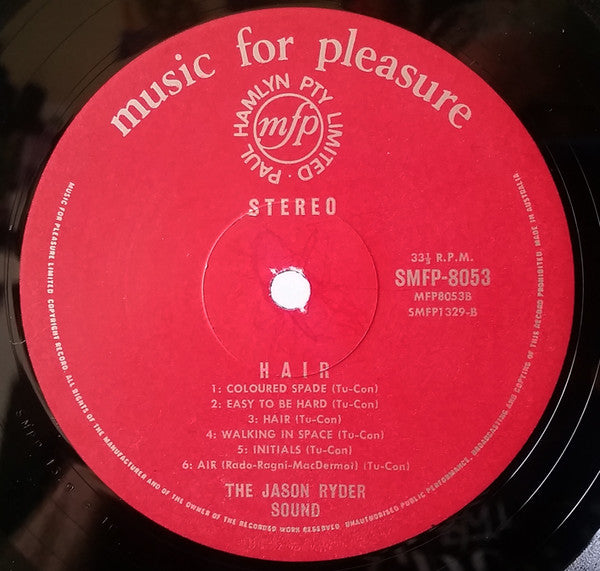 music for pleasure
PAUL HAMLYN PTY LIMITED ·
mfp
STEREO
33⅓ R.P.M.
SMFP-8053
MFP8053B
SMFP1329-B
HAIR
1: COLOURED SPADE (Tu-Con)
2: EASY TO BE HARD (Tu-Con)
3: HAIR (Tu-Con)
4: WALKING IN SPACE (Tu-Con)
5: INITIALS (Tu-Con)
6: AIR (Rado-Ragni-MacDermoi) (Tu-Con)
THE JASON RYDER
SOUND
MUSIC FOR PLEASURE LIMITED COPYRIGHT RECORD. ALL RIGHTS OF THE MANUFACTURER AND OF THE OWNER OF THE RECORDED WORK RESERVED. UNAUTHORISED PUBLIC PERFORMANCE, BROADCASTING AND COPYING OF THIS RECORD PROHIBITED. MADE IN AUSTRALIA